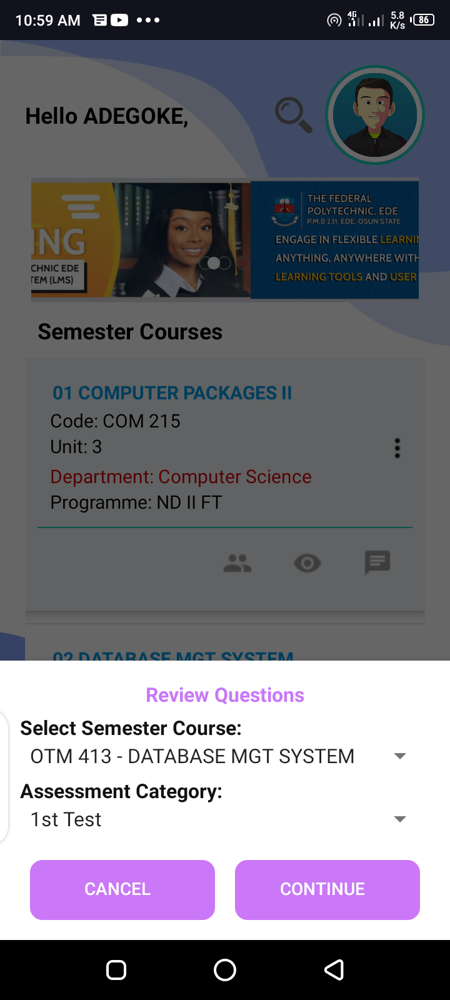 10:59 AM
4G
5.8
K/s
86
Hello ADEGOKE,
2020
ING
CHNIC EDE
TEM (LMS)
THE FEDERAL
POLYTECHNIC, EDE
P.M.B 231, EDE, OSUN STATE
ENGAGE IN FLEXIBLE LEARNIN
ANYTHING, ANYWHERE WITH
LEARNING TOOLS AND USER
Semester Courses
01 COMPUTER PACKAGES II
Code: COM 215
Unit: 3
Department: Computer Science
Programme: ND II FT
02 DATABASE MGT SYSTEM
Review Questions
Select Semester Course:
OTM 413 - DATABASE MGT SYSTEM
Assessment Category:
1st Test
CANCEL
CONTINUE